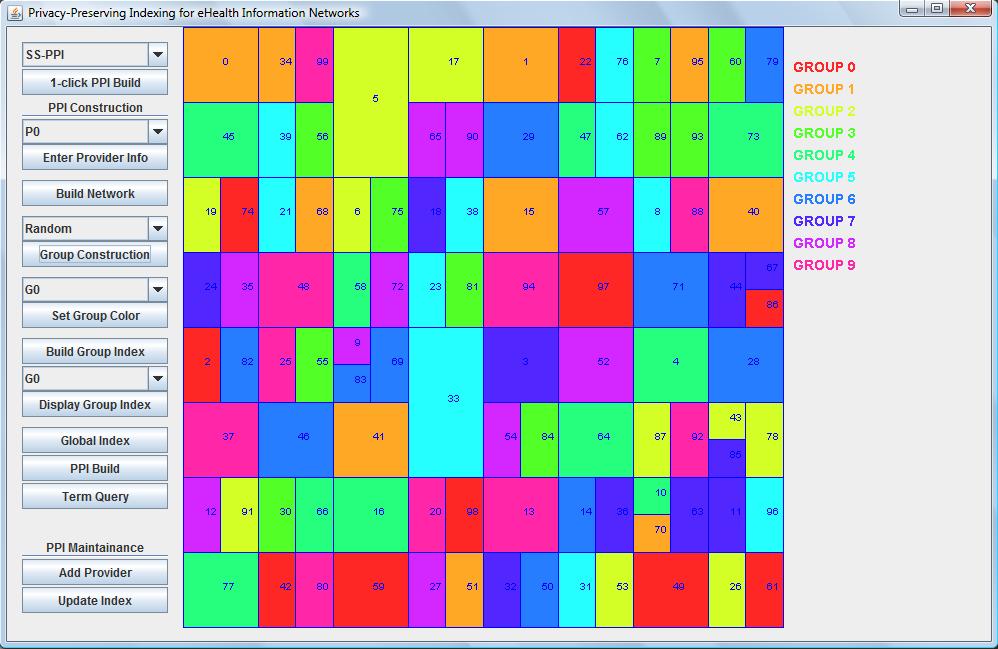 Privacy-Preserving Indexing for eHealth Information Networks
SS-PPI
1-click PPI Build
PPI Construction
P0
Enter Provider Info
Build Network
Random
Group Construction
G0
Set Group Color
Build Group Index
G0
Display Group Index
Global Index
PPI Build
Term Query
PPI Maintainance
Add Provider
Update Index
0 34 99 5 17 1 22 76 7 95 60 79
45 39 56 65 90 29 47 62 89 93 73
19 74 21 68 6 75 18 38 15 57 8 88 40
24 35 48 58 72 23 81 94 97 71 44 67
86
2 82 25 55 9 69 33 3 52 4 28
83
37 46 41 54 84 64 87 92 43 78
85
12 91 30 66 16 20 98 13 14 36 10 63 11 96
70
77 42 80 59 27 51 32 50 31 53 49 26 61
GROUP 0
GROUP 1
GROUP 2
GROUP 3
GROUP 4
GROUP 5
GROUP 6
GROUP 7
GROUP 8
GROUP 9